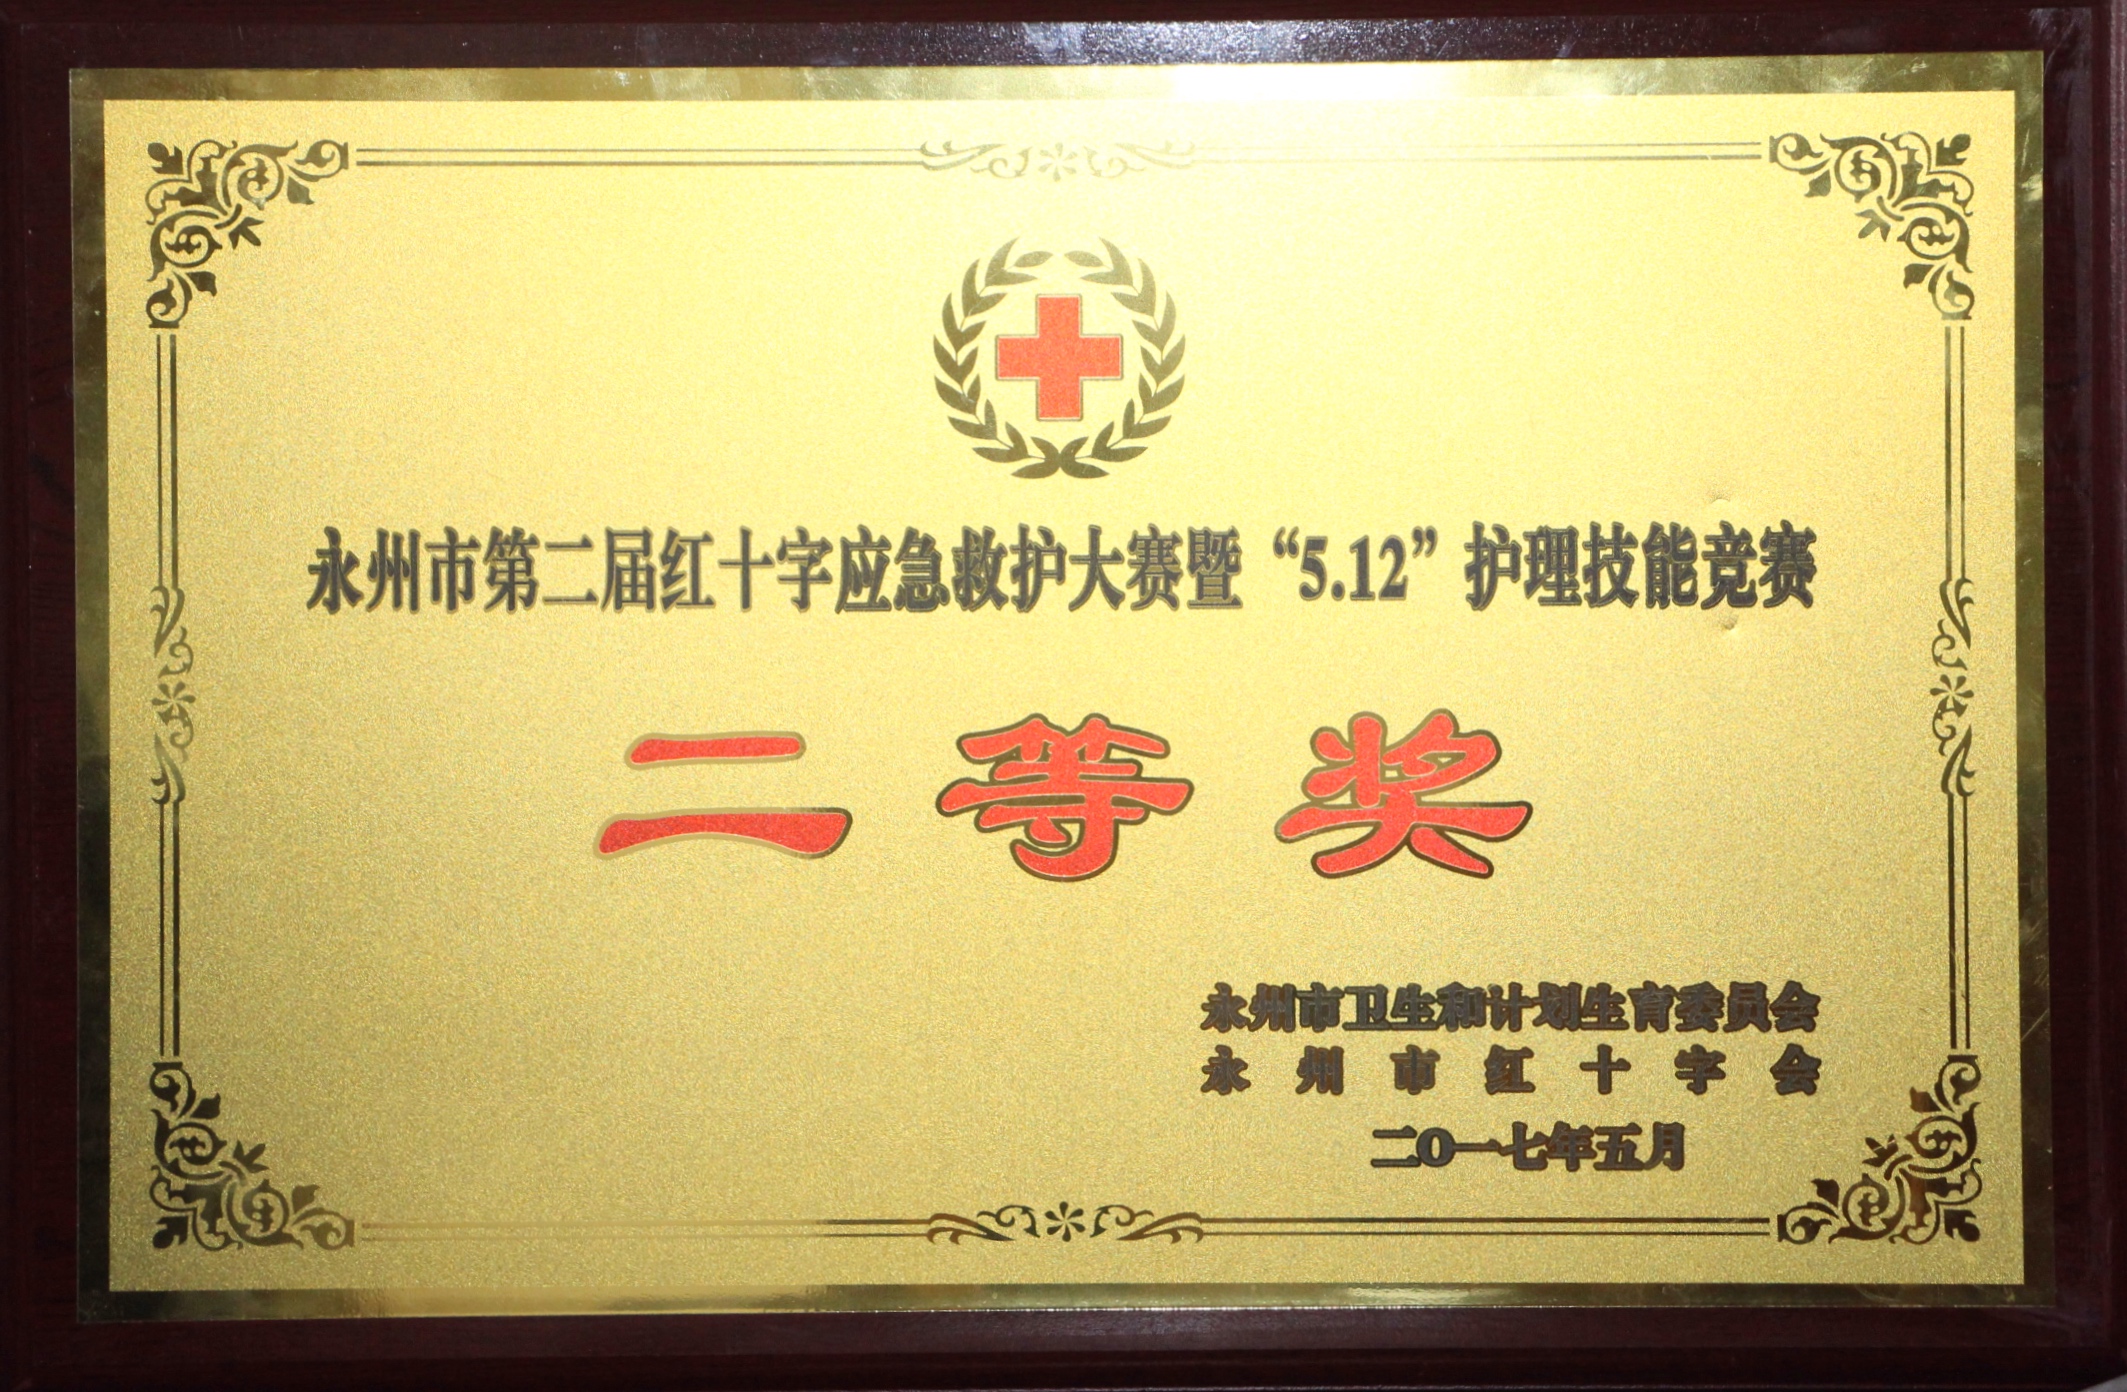 永州市第二届红十字应急救护大赛暨“5.12”护理技能竞赛
二等奖
永州市卫生和计划生育委员会
永州市红十字会
二0一七年五月